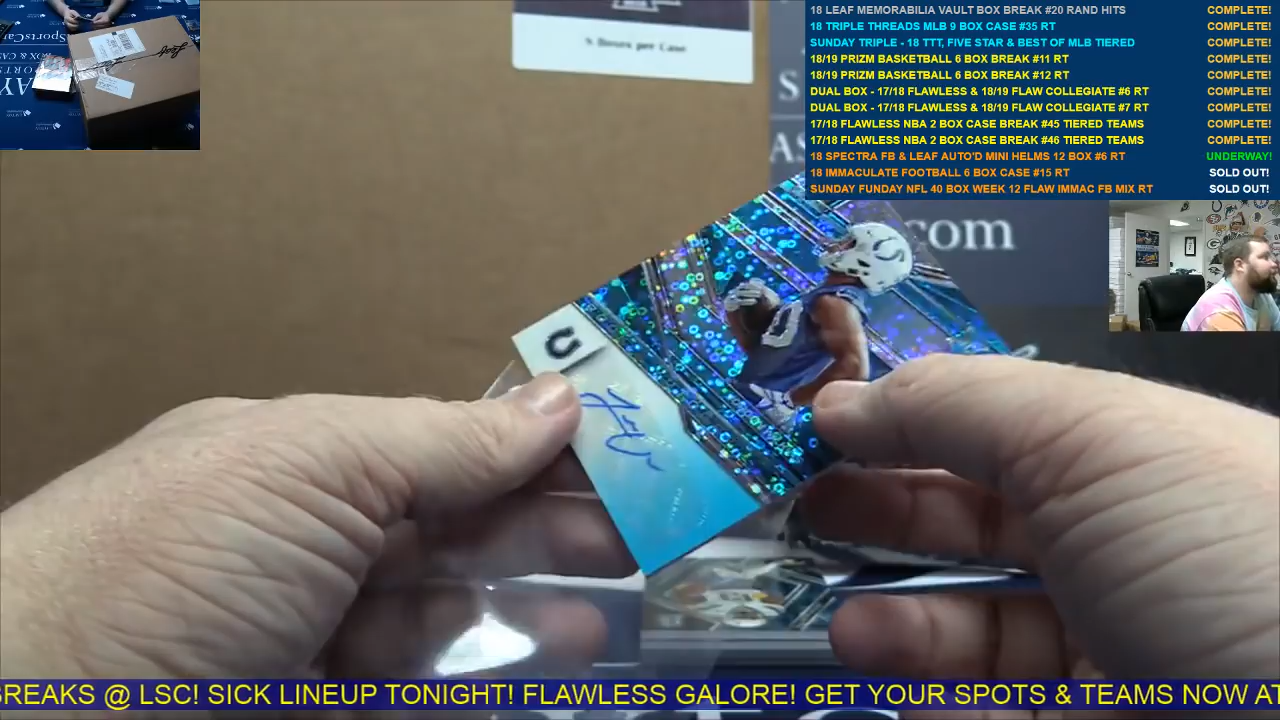 18 LEAF MEMORABILIA VAULT BOX BREAK #20 RAND HITS COMPLETE!
18 TRIPLE THREADS MLB 9 BOX CASE #35 RT COMPLETE!
SUNDAY TRIPLE - 18 TTT, FIVE STAR & BEST OF MLB TIERED COMPLETE!
18/19 PRIZM BASKETBALL 6 BOX BREAK #11 RT COMPLETE!
18/19 PRIZM BASKETBALL 6 BOX BREAK #12 RT COMPLETE!
DUAL BOX - 17/18 FLAWLESS & 18/19 FLAW COLLEGIATE #6 RT COMPLETE!
DUAL BOX - 17/18 FLAWLESS & 18/19 FLAW COLLEGIATE #7 RT COMPLETE!
17/18 FLAWLESS NBA 2 BOX CASE BREAK #45 TIERED TEAMS COMPLETE!
17/18 FLAWLESS NBA 2 BOX CASE BREAK #46 TIERED TEAMS COMPLETE!
18 SPECTRA FB & LEAF AUTO'D MINI HELMS 12 BOX #6 RT UNDERWAY!
18 IMMACULATE FOOTBALL 6 BOX CASE #15 RT SOLD OUT!
SUNDAY FUNDAY NFL 40 BOX WEEK 12 FLAW IMMAC FB MIX RT SOLD OUT!
per Case
com
BREAKS @ LSC! SICK LINEUP TONIGHT! FLAWLESS GALORE! GET YOUR SPOTS & TEAMS NOW AT